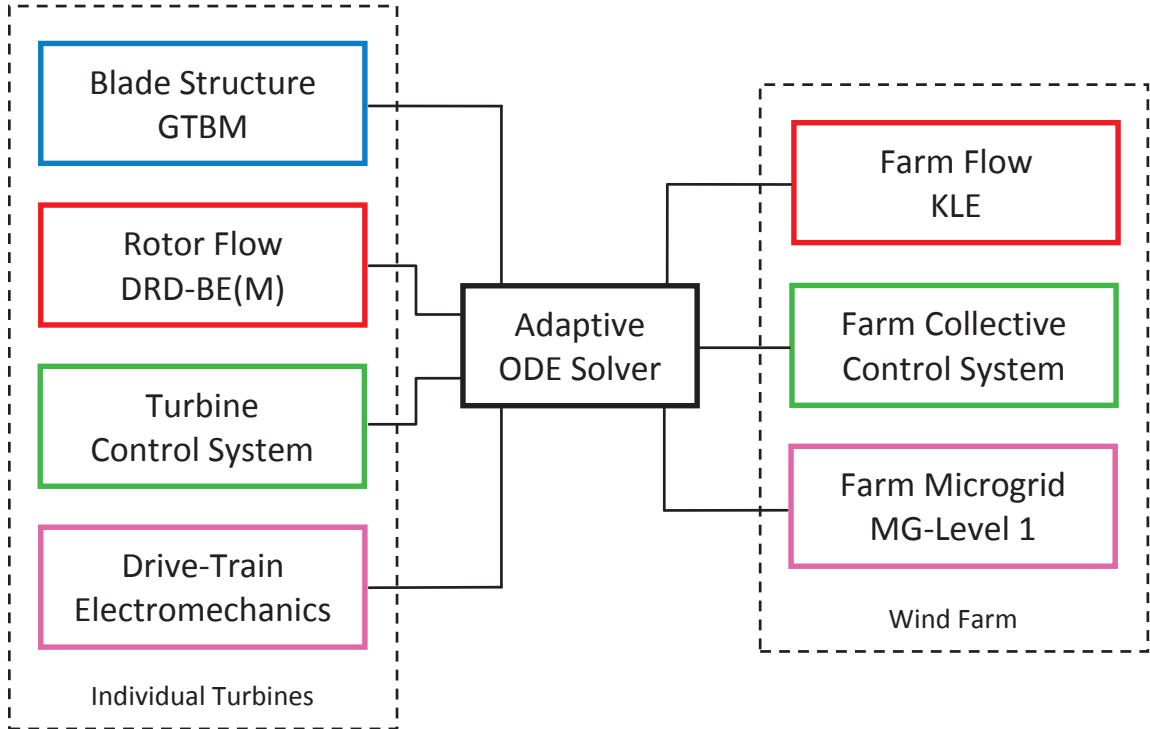 Blade Structure
GTBM
Rotor Flow
DRD-BE(M)
Turbine
Control System
Drive-Train
Electromechanics
Individual Turbines
Adaptive
ODE Solver
Farm Flow
KLE
Farm Collective
Control System
Farm Microgrid
MG-Level 1
Wind Farm